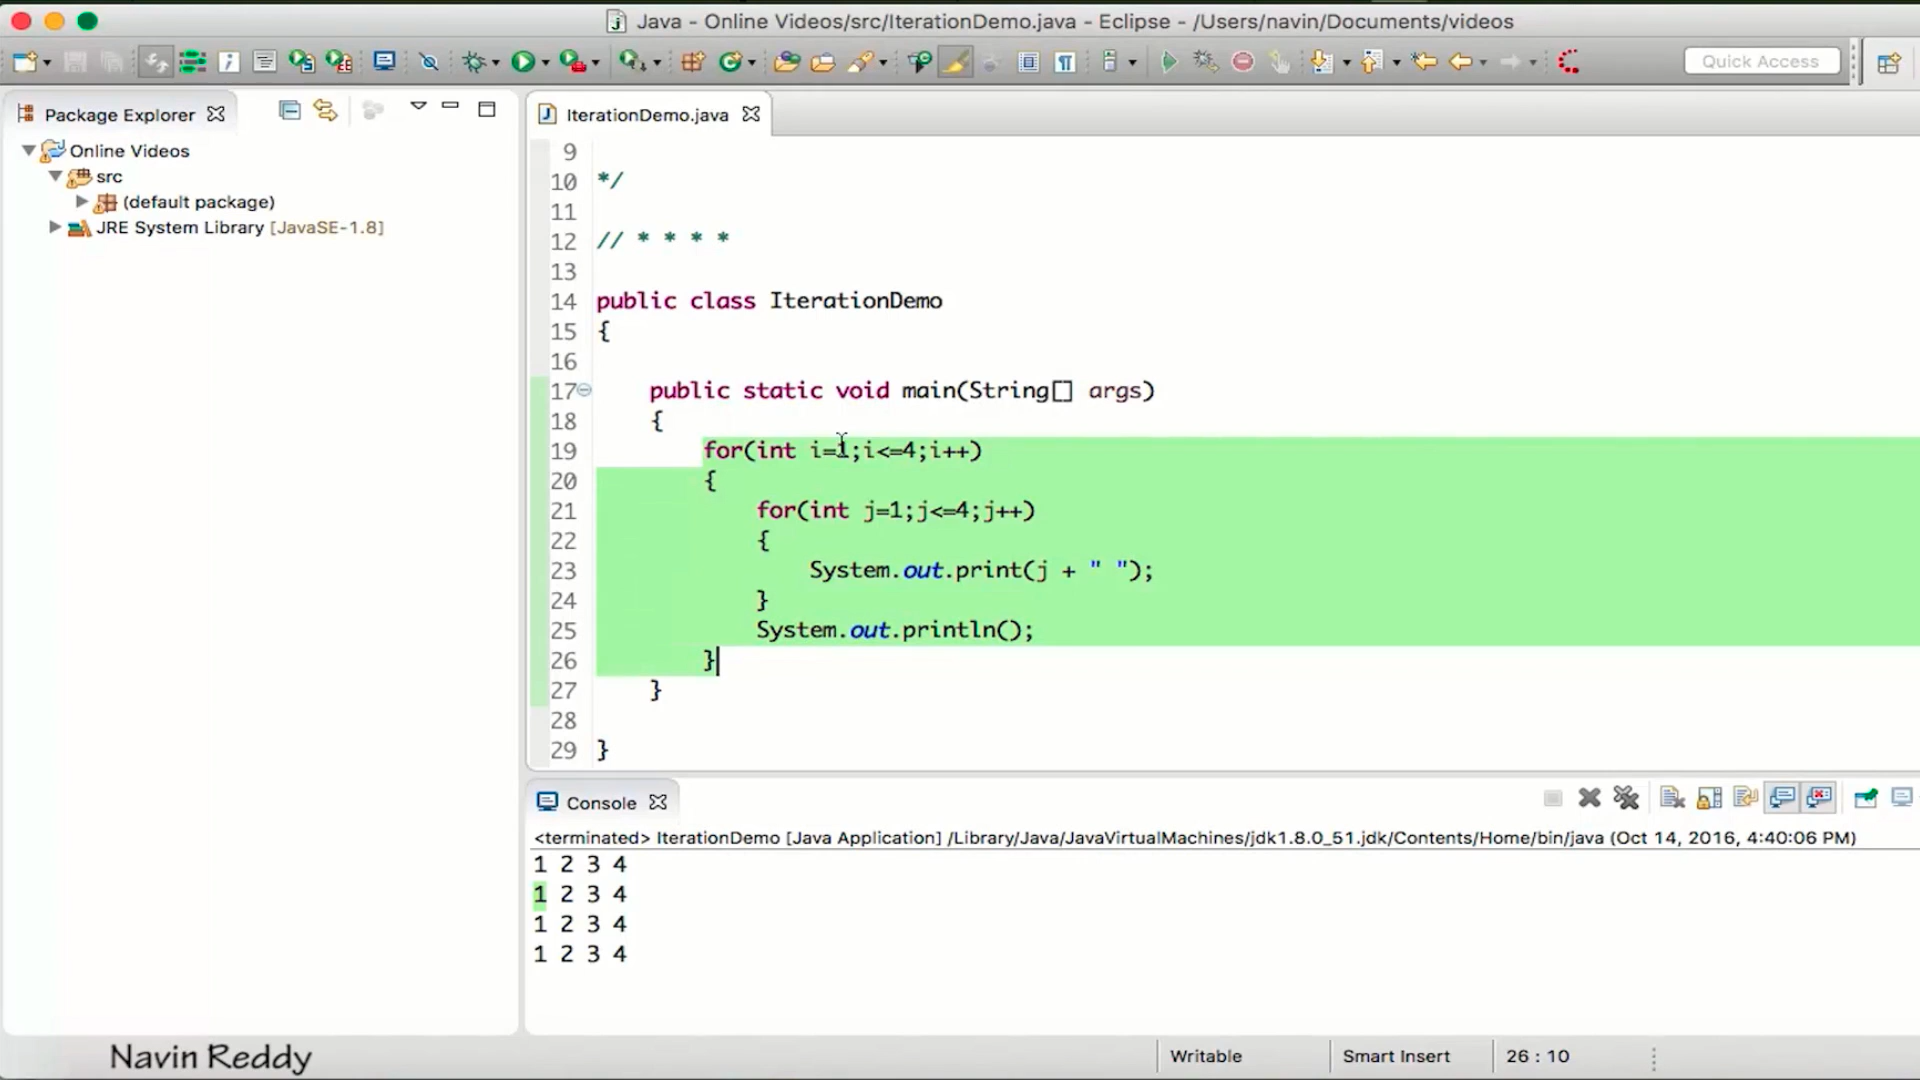 Java - Online Videos/src/IterationDemo.java - Eclipse - /Users/navin/Documents/videos
Quick Access
Package Explorer
Online Videos
src
(default package)
JRE System Library [JavaSE-1.8]
IterationDemo.java
9
10 */
11
12 // * * * *
13
14 public class IterationDemo
15 {
16
17 public static void main(String[] args)
18 {
19 for(int i=1;i<=4;i++)
20 {
21 for(int j=1;j<=4;j++)
22 {
23 System.out.print(j + " ");
24 }
25 System.out.println();
26 }
27 }
28
29 }
Console
<terminated> IterationDemo [Java Application] /Library/Java/JavaVirtualMachines/jdk1.8.0_51.jdk/Contents/Home/bin/java (Oct 14, 2016, 4:40:06 PM)
1 2 3 4
1 2 3 4
1 2 3 4
1 2 3 4
Navin Reddy
Writable
Smart Insert
26 : 10